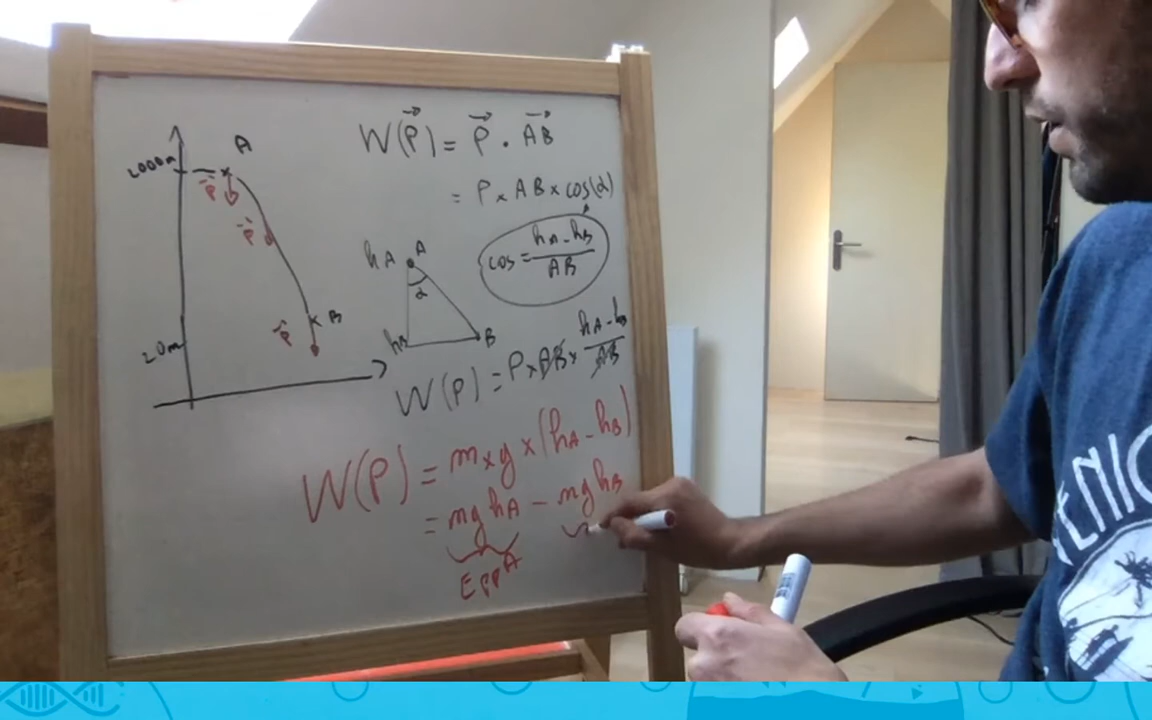 A
1000m
P
P
P
B
20m
W(P) = P . AB
= P x AB x cos(α)
cos = hA - hB / AB
hA A
α
hB B
W(P) = P x AB x hA - hB / AB
W(P) = m x g x (hA - hB)
= mghA - mghB
EPPA